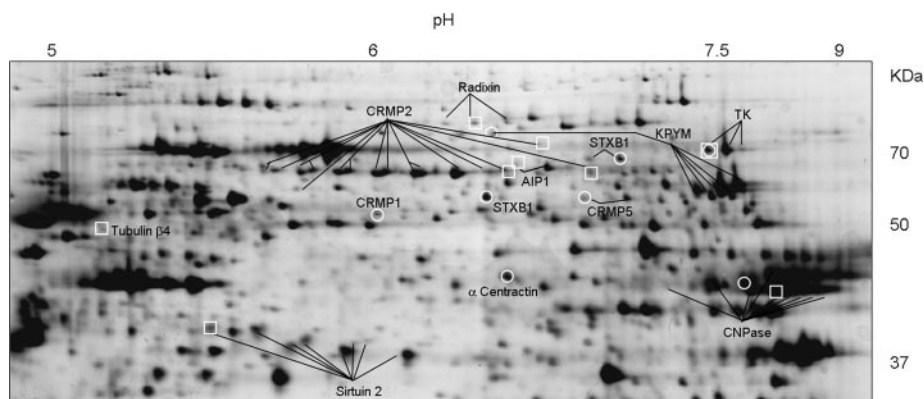 pH
5 6 7.5 9
KDa
Radixin
CRMP2
TK
STXB1
KPYM
70
AIP1
CRMP1
STXB1
CRMP5
Tubulin β4
50
α Centractin
CNPase
37
Sirtuin 2